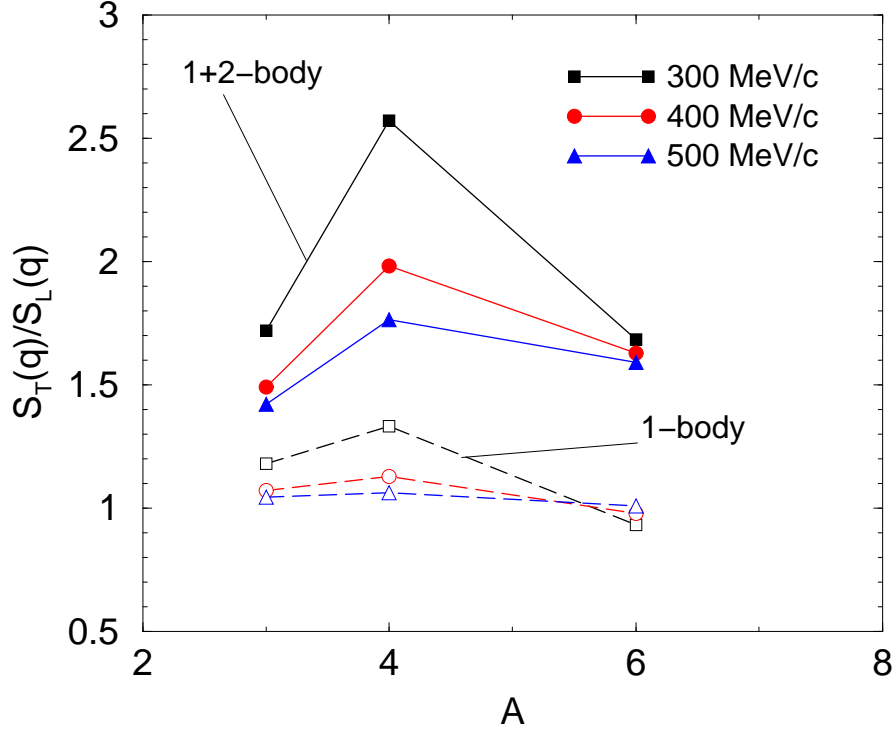 3
1+2−body
300 MeV/c
400 MeV/c
500 MeV/c
2.5
2
S_T(q)/S_L(q)
1.5
1−body
1
0.5
2
4
6
8
A